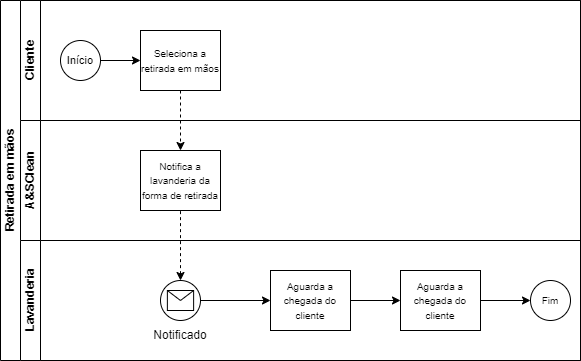 Retirada em mãos
Cliente
Início
Seleciona a
retirada em mãos
A&SClean
Notifica a
lavanderia da
forma de retirada
Lavanderia
Notificado
Aguarda a
chegada do
cliente
Aguarda a
chegada do
cliente
Fim